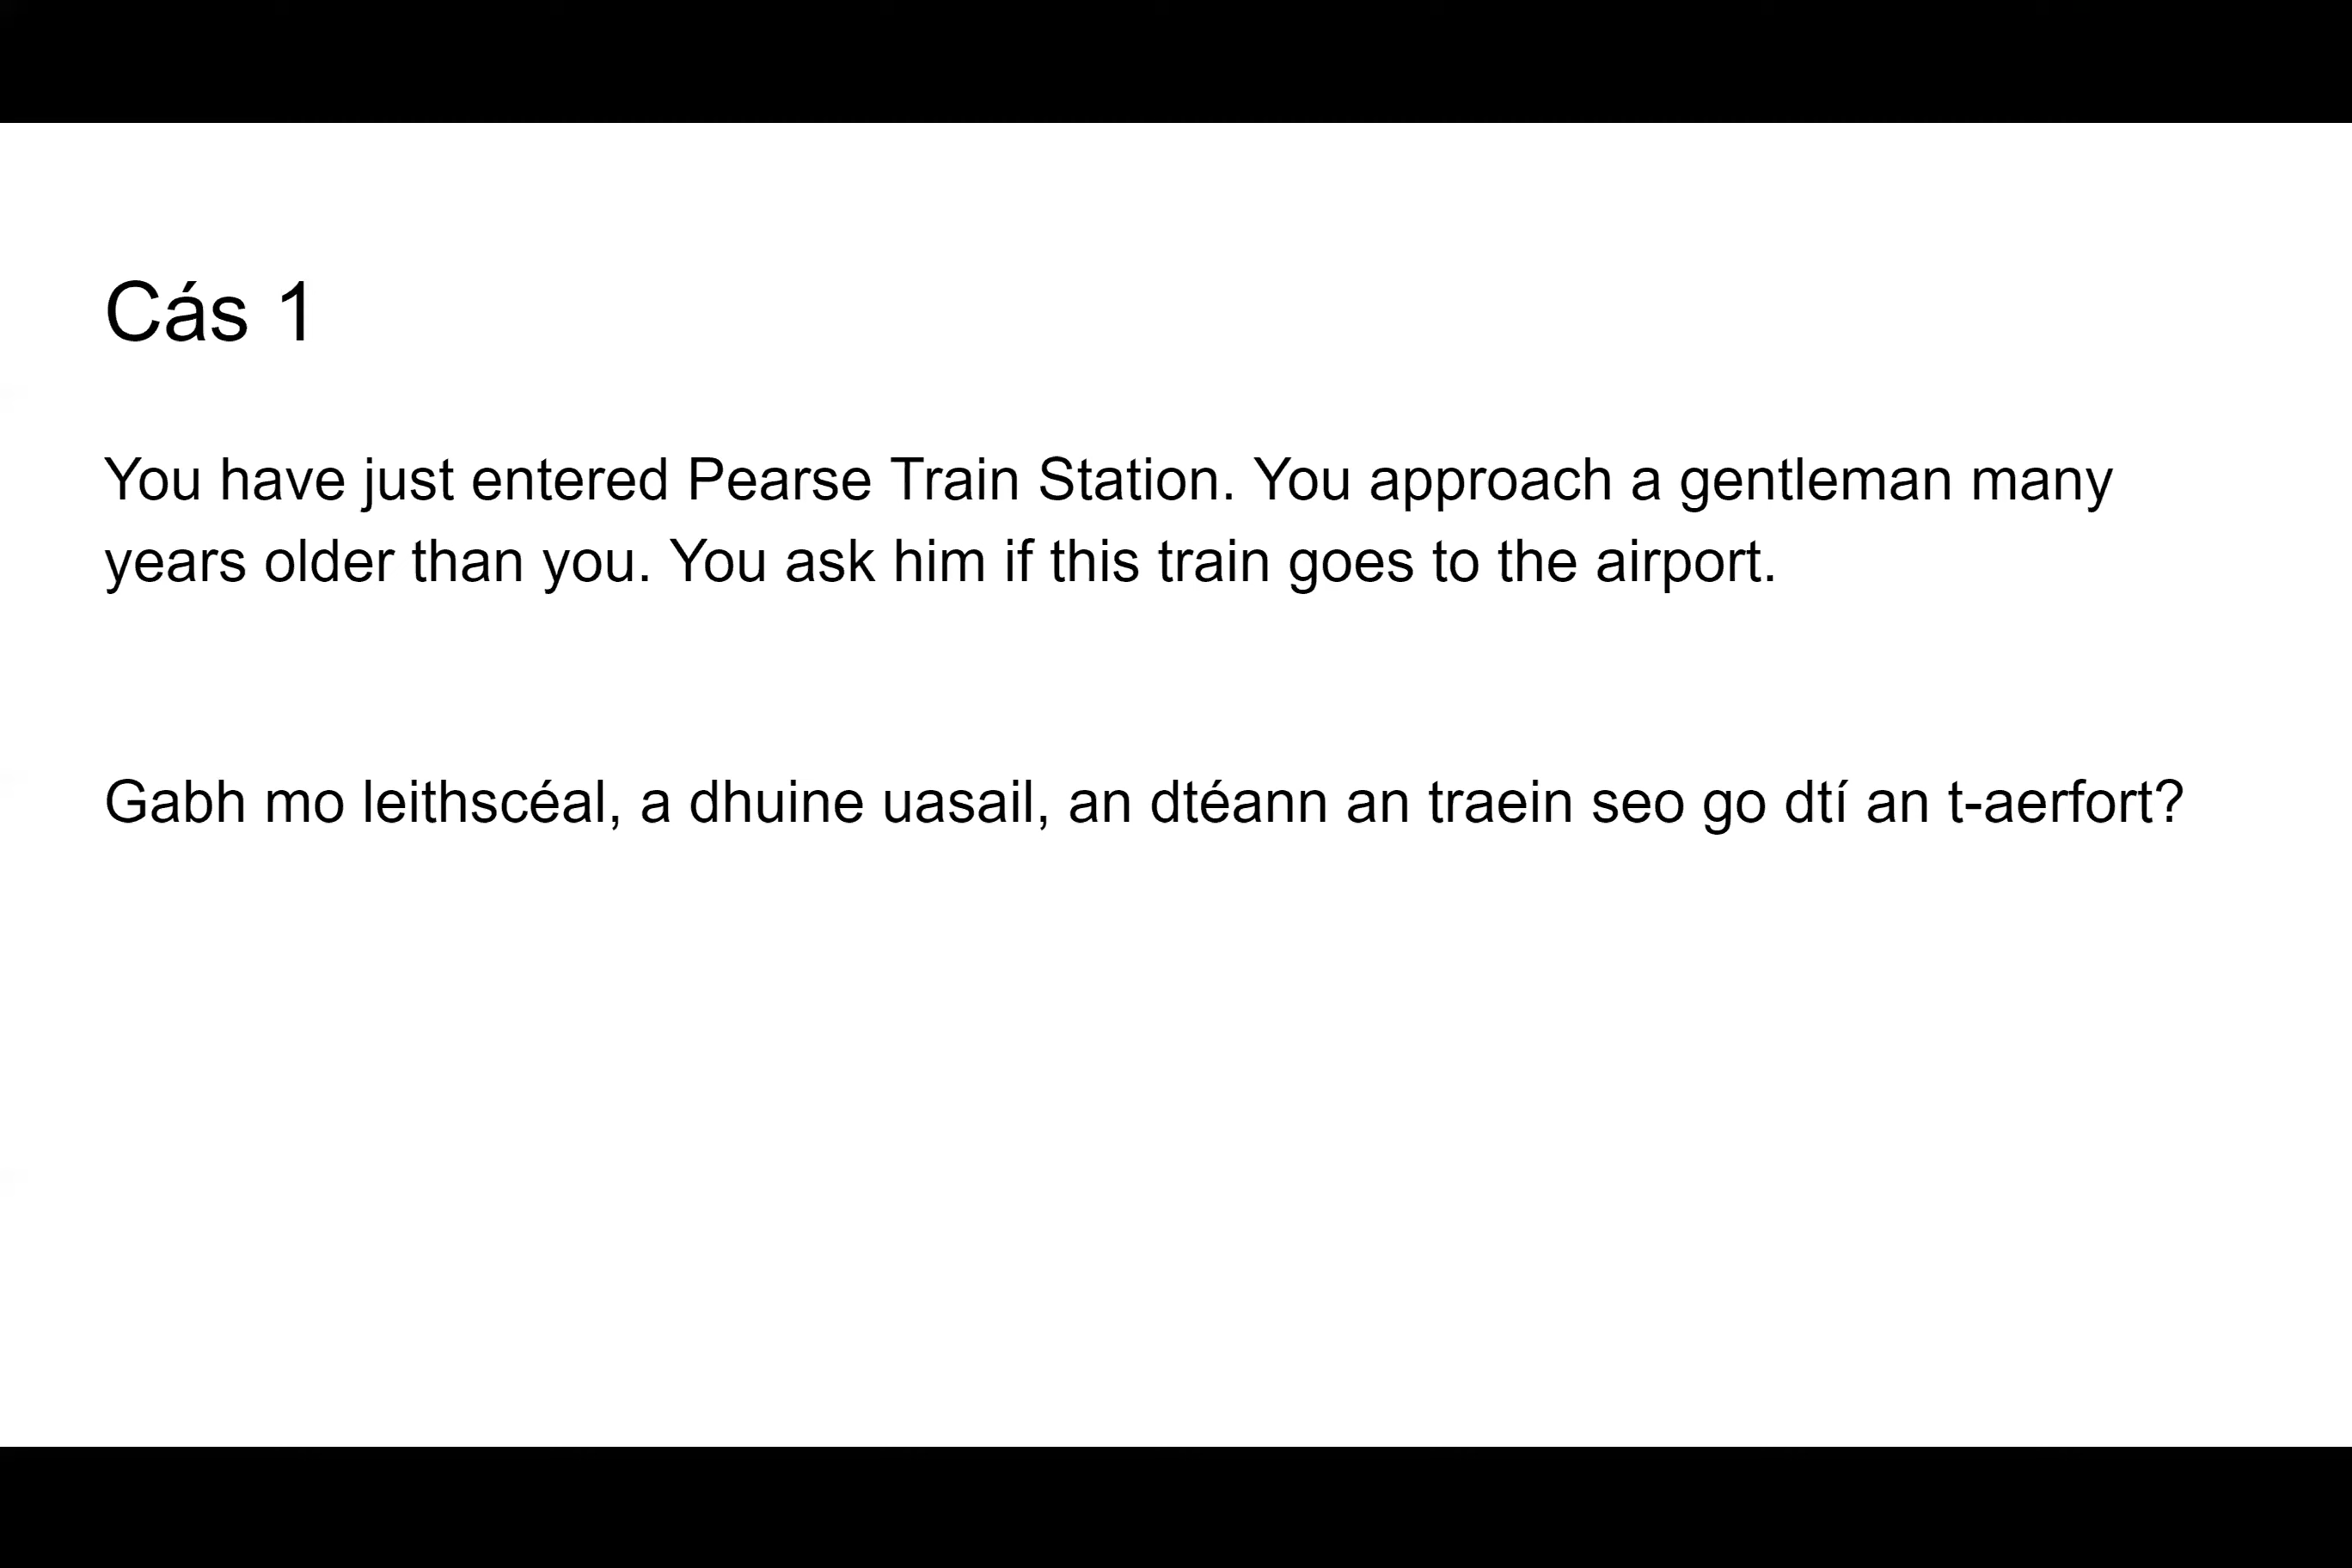 Cás 1
You have just entered Pearse Train Station. You approach a gentleman many
years older than you. You ask him if this train goes to the airport.
Gabh mo leithscéal, a dhuine uasail, an dtéann an traein seo go dtí an t-aerfort?